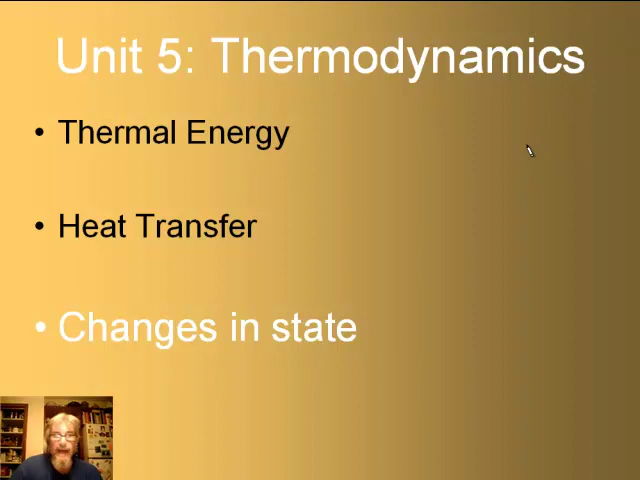 Unit 5: Thermodynamics
• Thermal Energy
• Heat Transfer
• Changes in state